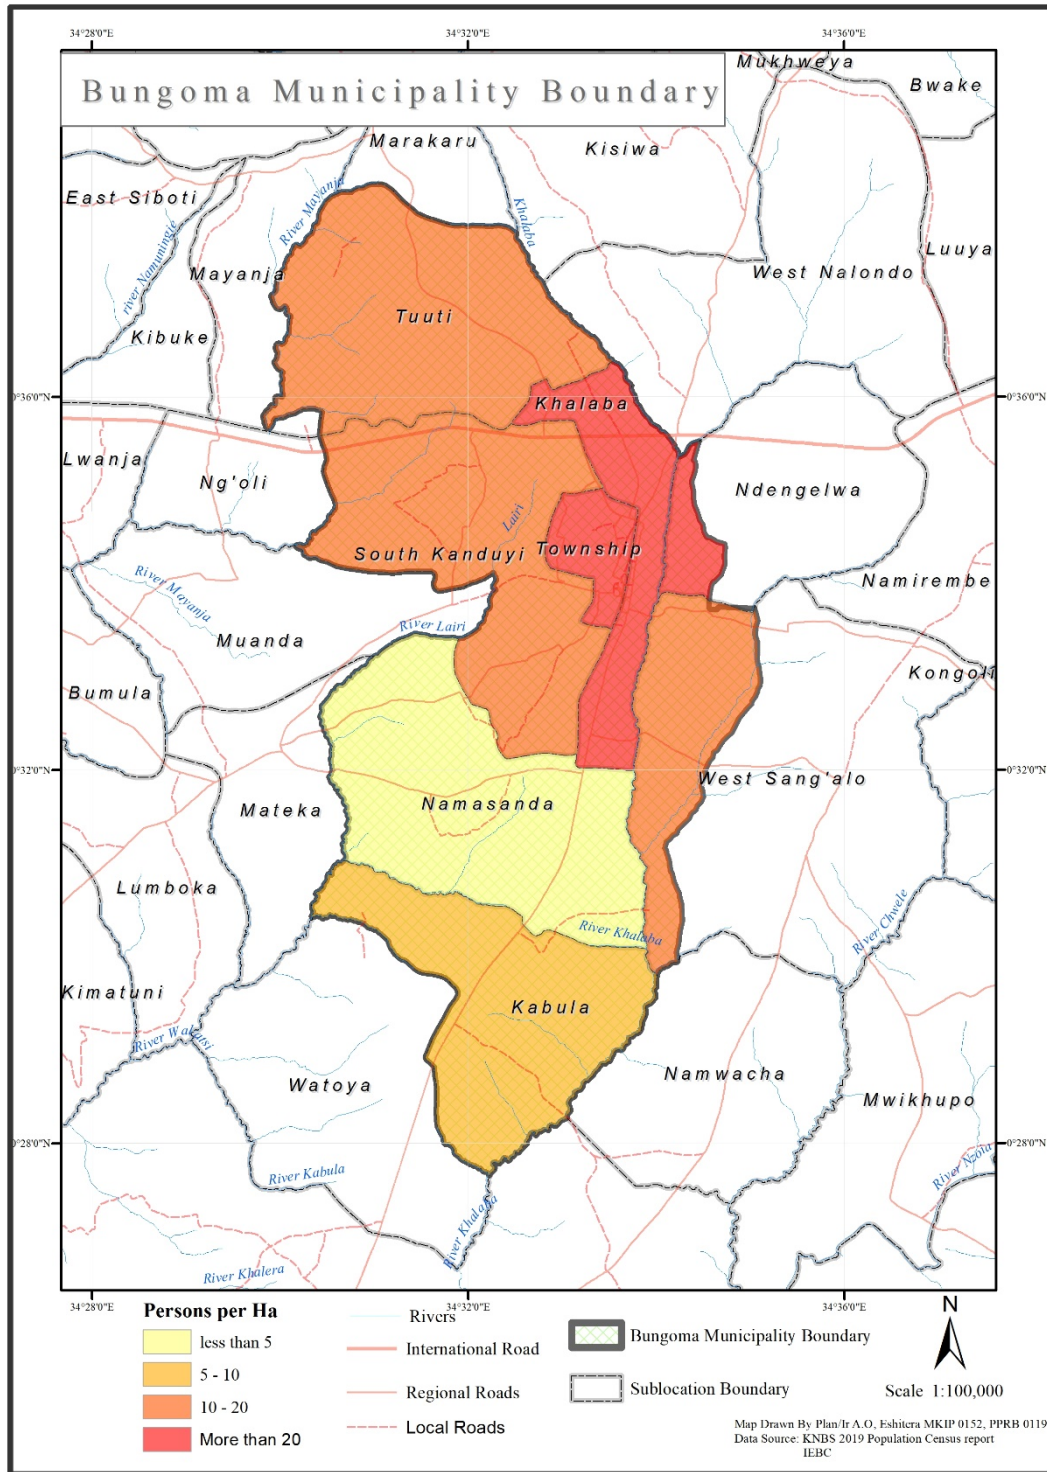 34°28'0"E
34°32'0"E
34°36'0"E
Bungoma Municipality Boundary
Mukhweya
Bwake
Marakaru
Kisiwa
East Siboti
River Mayanja
Khalaba
river Namuningie
Luuya
Mayanja
West Nalondo
Kibuke
Tuuti
0°36'0"N
Khalaba
0°36'0"N
Lwanja
Ng'oli
Ndengelwa
Lairi
South Kanduyi
Township
River Mayanja
Namirembe
River Lairi
Muanda
Kongoli
Bumula
0°32'0"N
West Sang'alo
0°32'0"N
Mateka
Namasanda
Lumboka
River Chwele
River Khalaba
Kimatuni
Kabula
River Wakatsi
Watoya
Namwacha
Mwikhupo
0°28'0"N
0°28'0"N
River Kabula
River Nzoia
River Khalaba
River Khalera
34°28'0"E
34°32'0"E
34°36'0"E
Persons per Ha
less than 5
5 - 10
10 - 20
More than 20
Rivers
International Road
Regional Roads
Local Roads
Bungoma Municipality Boundary
Sublocation Boundary
N
Scale 1:100,000
Map Drawn By Plan/Ir A.O, Eshitera MKIP 0152, PPRB 0119
Data Source: KNBS 2019 Population Census report
IEBC